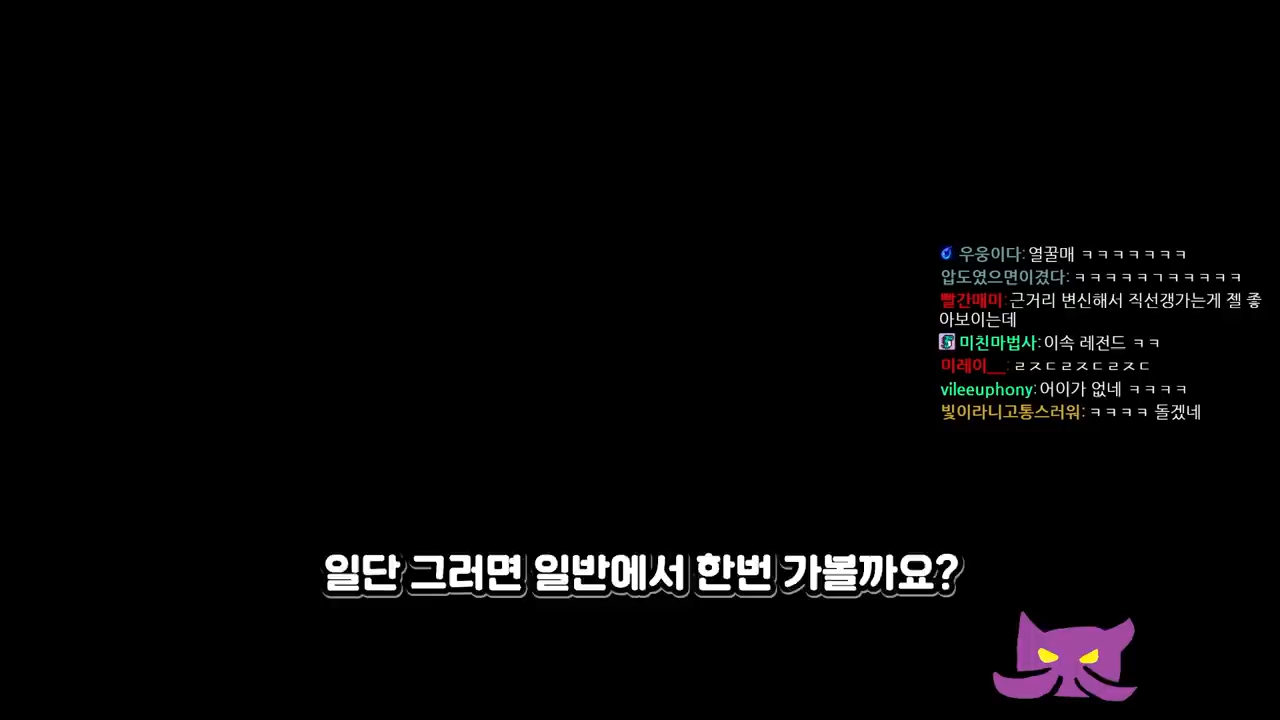 우웅이다: 열꿀매 ㅋㅋㅋㅋㅋㅋㅋ
압도였으면이겼다: ㅋㅋㅋㅋㅋㄱㅋㅋㅋㅋㅋ
빨간매미: 근거리 변신해서 직선갱가는게 젤 좋
아보이는데
미친마법사: 이속 레전드 ㅋㅋ
미레이__: ㄹㅈㄷㄹㅈㄷㄹㅈㄷ
vileeuphony: 어이가 없네 ㅋㅋㅋㅋ
빛이라니고통스러워: ㅋㅋㅋㅋ 돌겠네
일단 그러면 일반에서 한번 가볼까요?